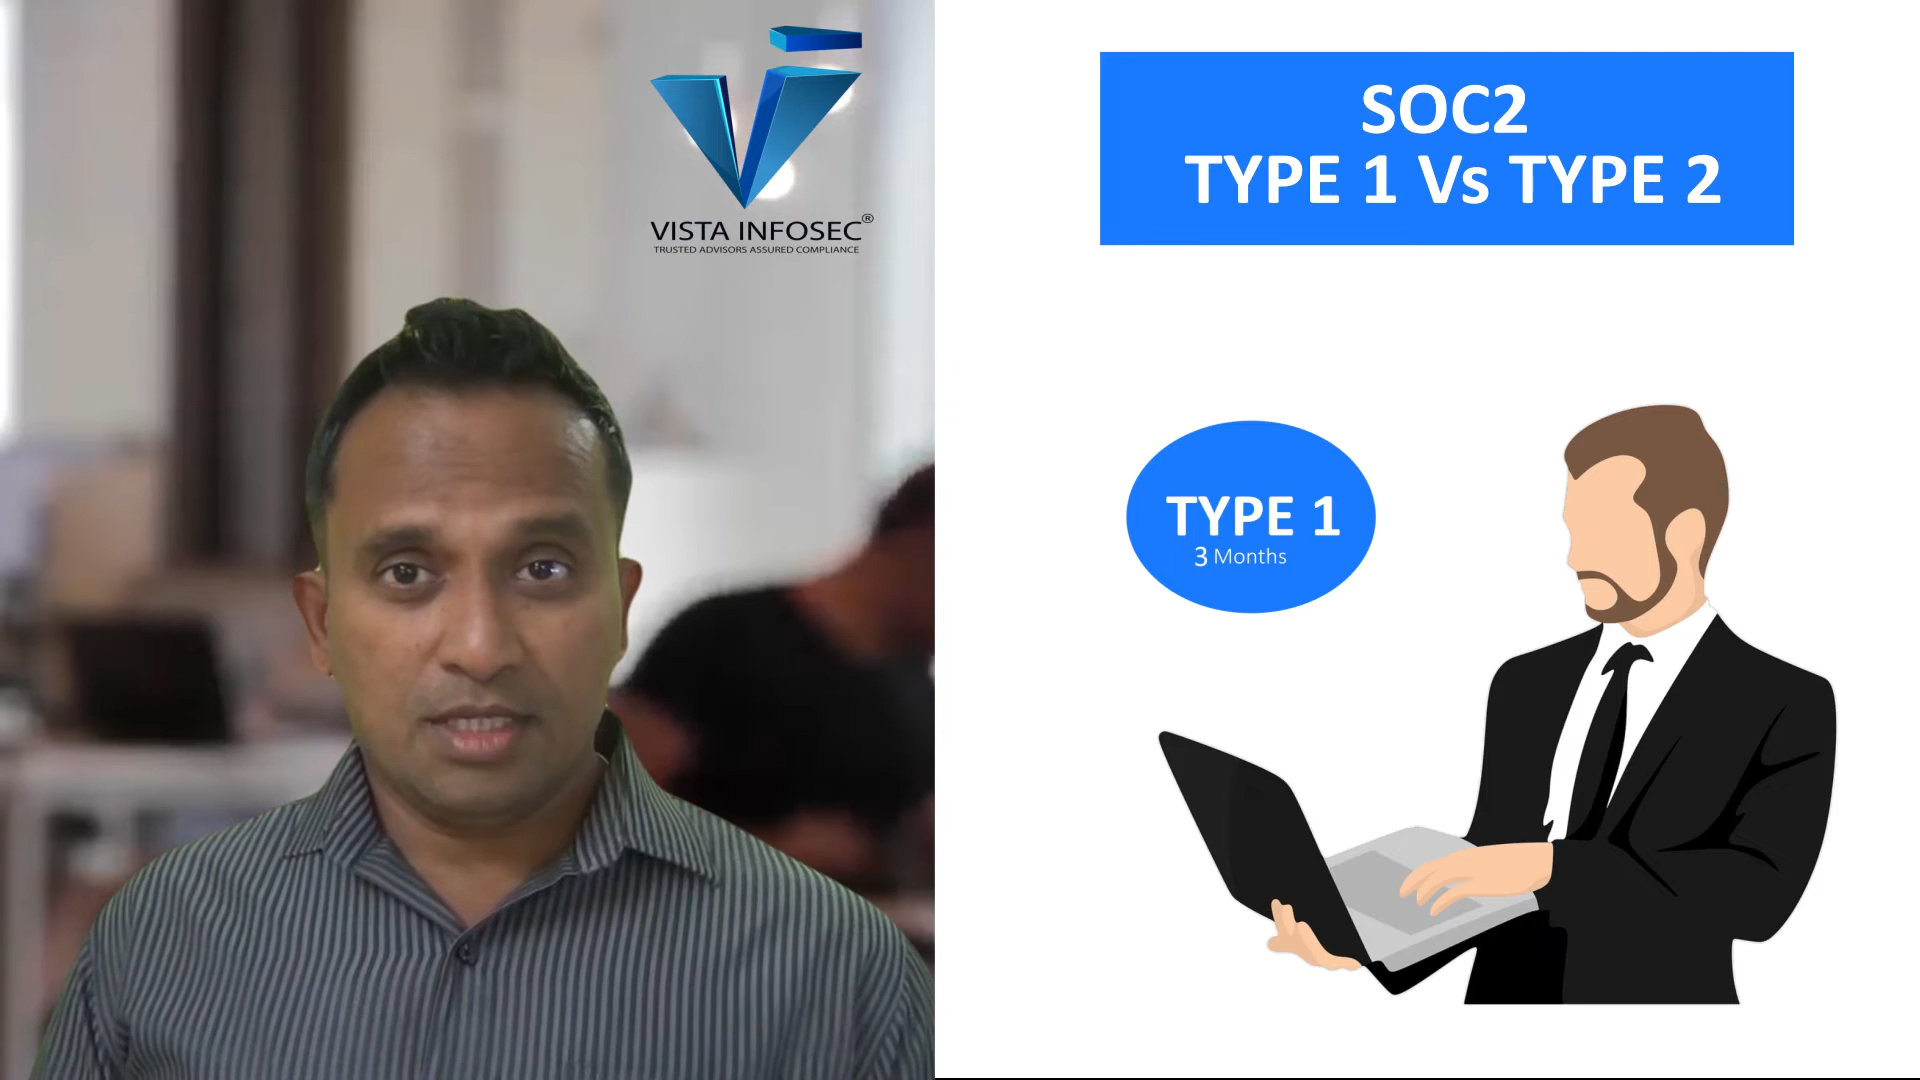 VISTA INFOSEC®
TRUSTED ADVISORS ASSURED COMPLIANCE
SOC2
TYPE 1 Vs TYPE 2
TYPE 1
3 Months